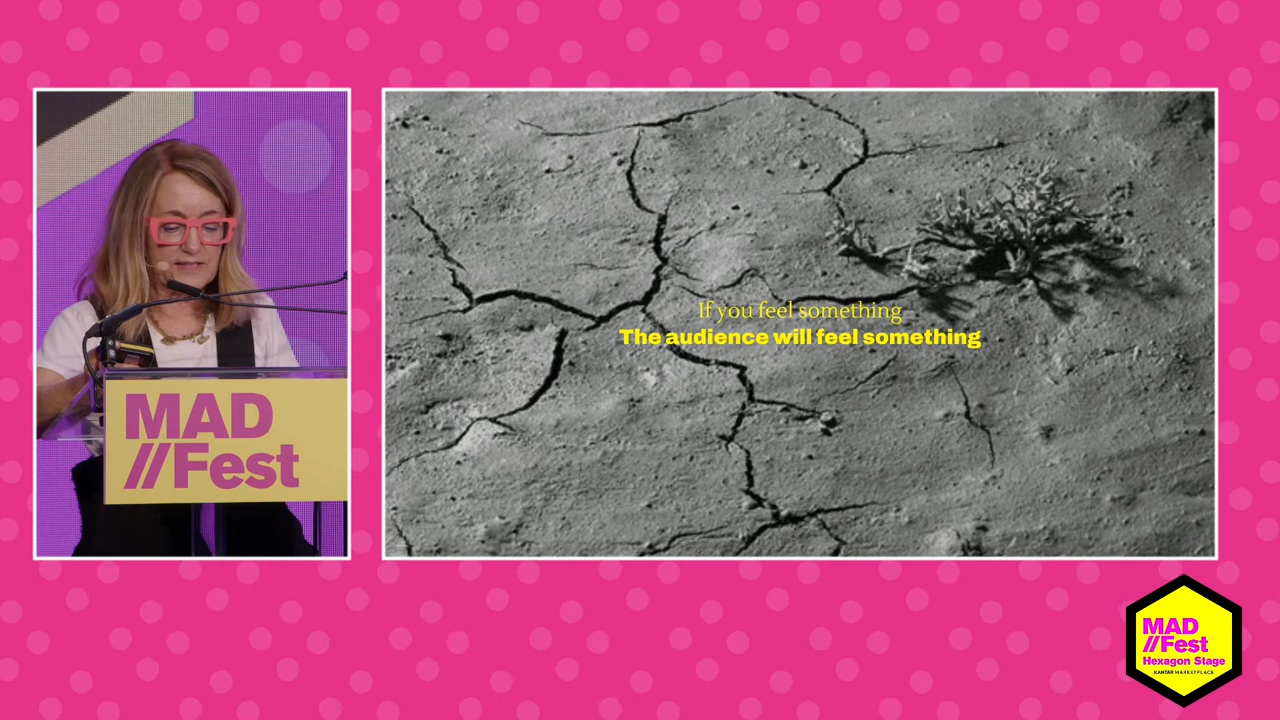 MAD
//Fest
If you feel something
The audience will feel something
MAD
//Fest
Hexagon Stage
KANTAR MARKETPLACE